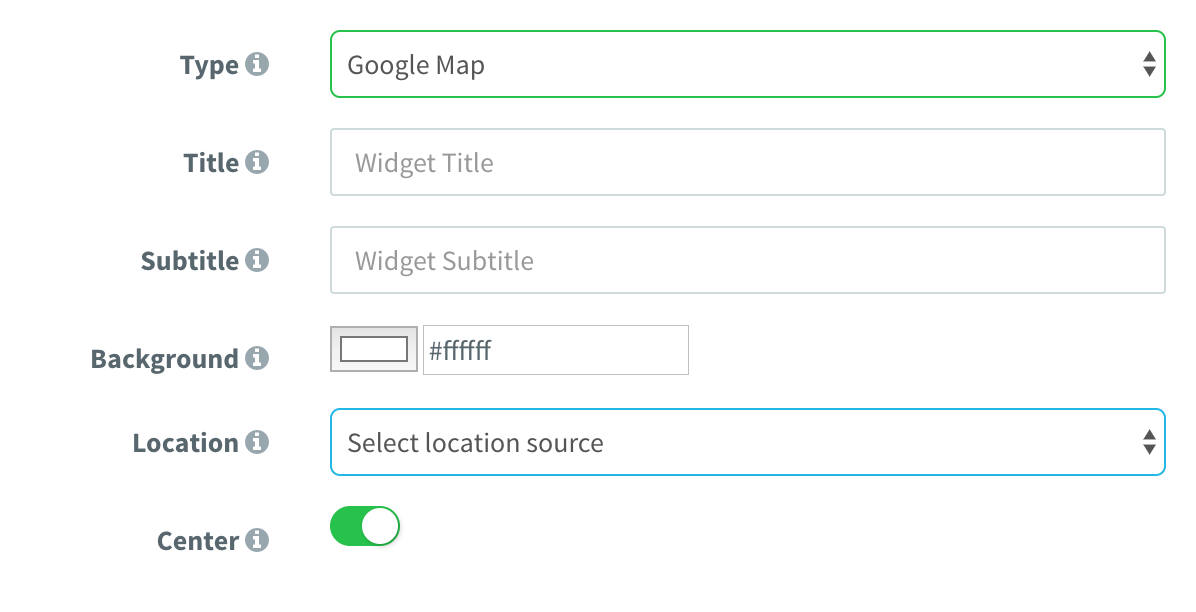 Type Google Map
Title Widget Title
Subtitle Widget Subtitle
Background #ffffff
Location Select location source
Center